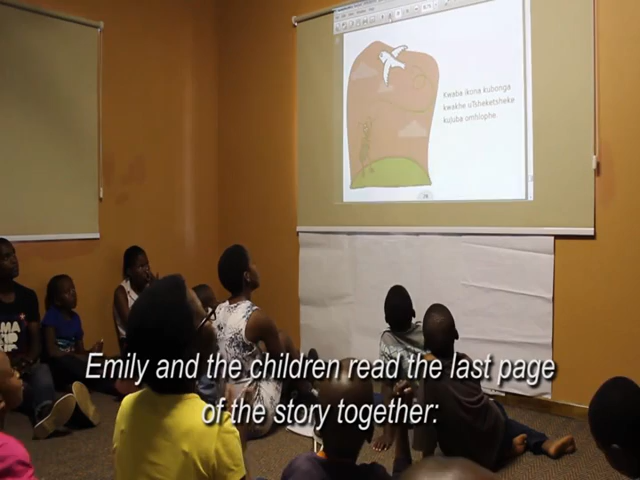 Kwaba ikona kubonga
kwakhe uTsheketsheke
kujuba omhlophe.
Emily and the children read the last page
of the story together: